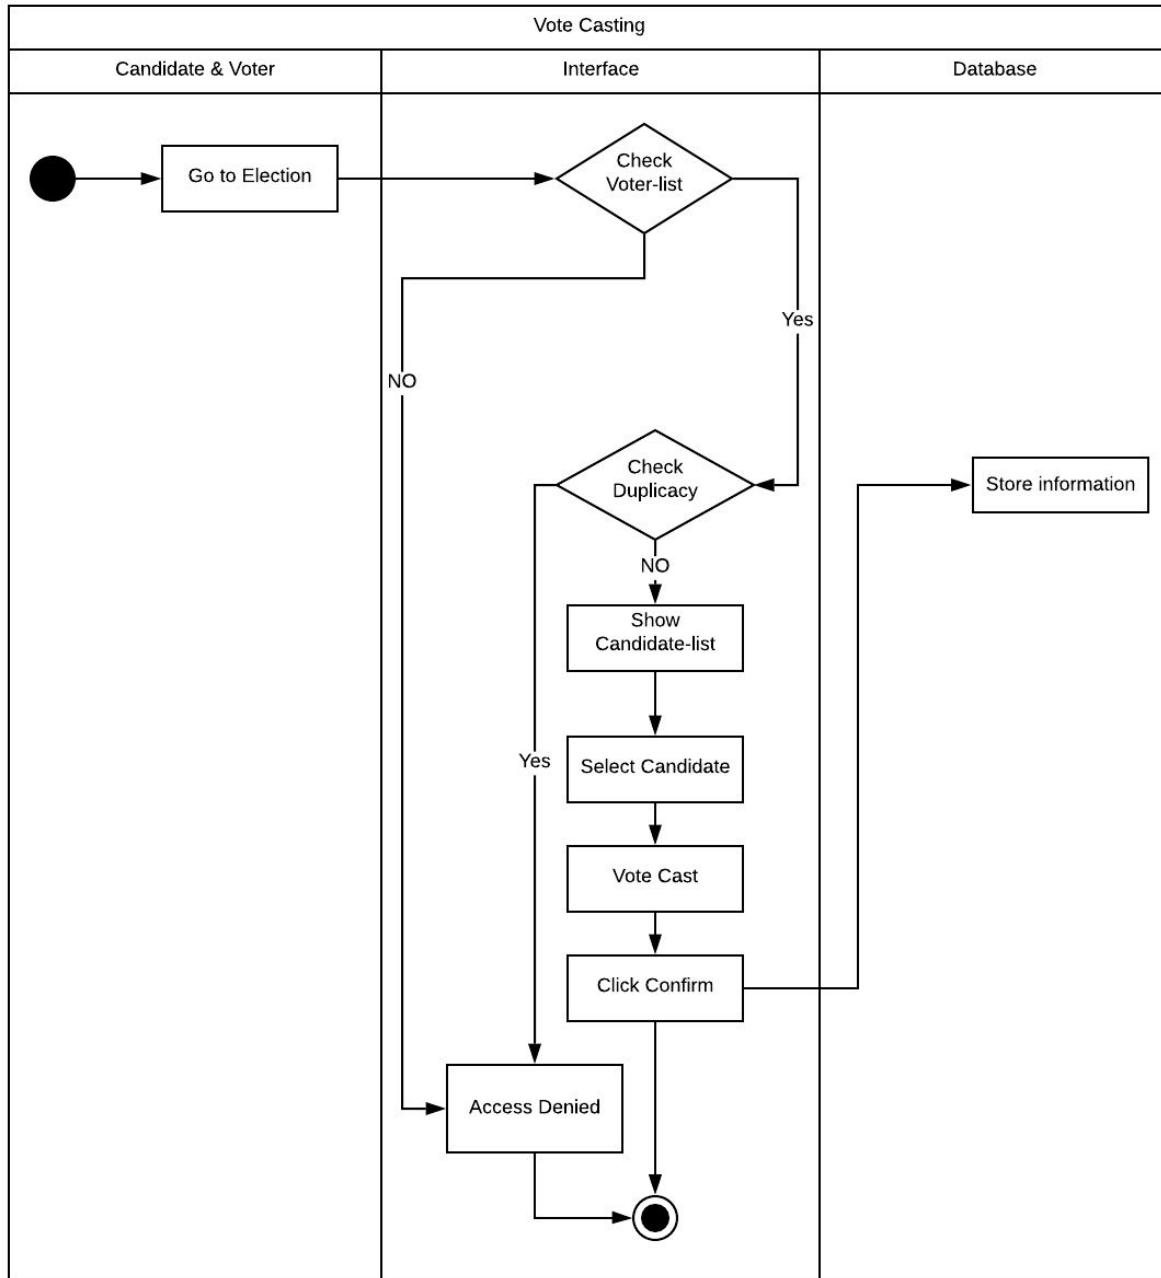 Vote Casting
Candidate & Voter
Interface
Database
Go to Election
Check
Voter-list
Yes
NO
Check
Duplicacy
Store information
NO
Show
Candidate-list
Yes
Select Candidate
Vote Cast
Click Confirm
Access Denied